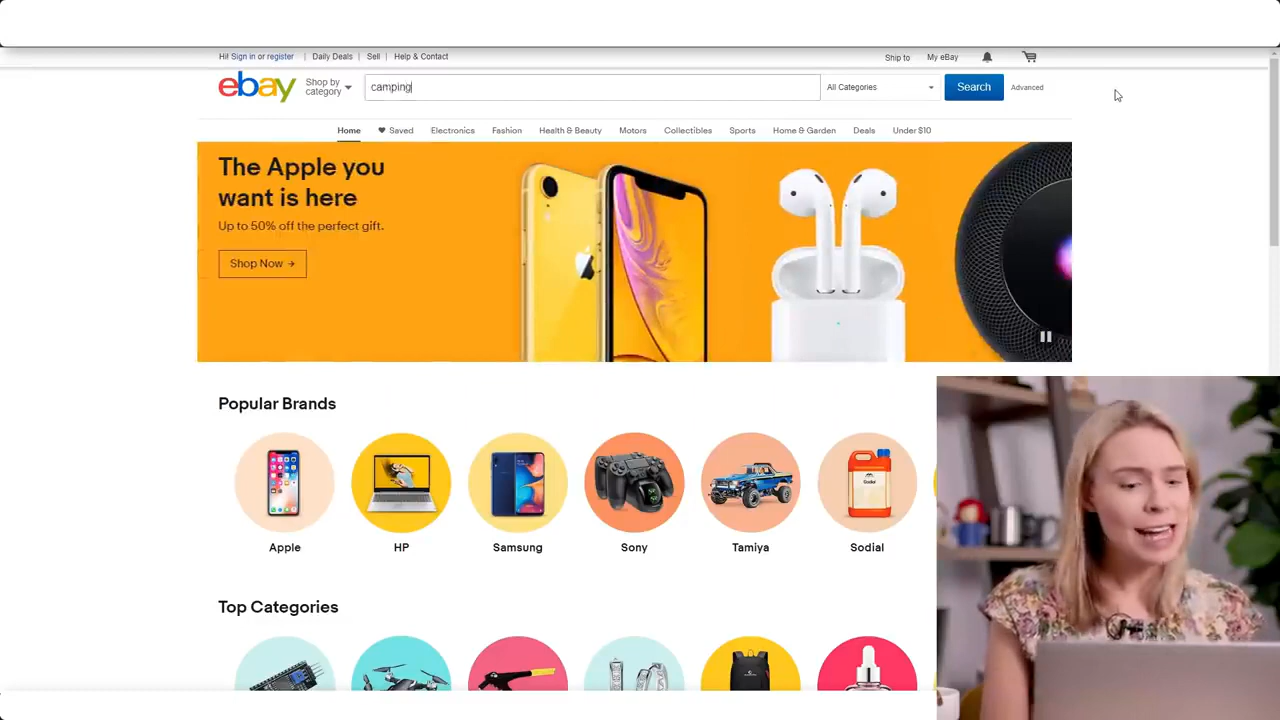 Hi! Sign in or register
Daily Deals
Sell
Help & Contact
Ship to
My eBay
ebay
Shop by
category
camping
All Categories
Search
Advanced
Home
Saved
Electronics
Fashion
Health & Beauty
Motors
Collectibles
Sports
Home & Garden
Deals
Under $10
The Apple you
want is here
Up to 50% off the perfect gift.
Shop Now →
Popular Brands
Sodial
Apple
HP
Samsung
Sony
Tamiya
Sodial
Top Categories